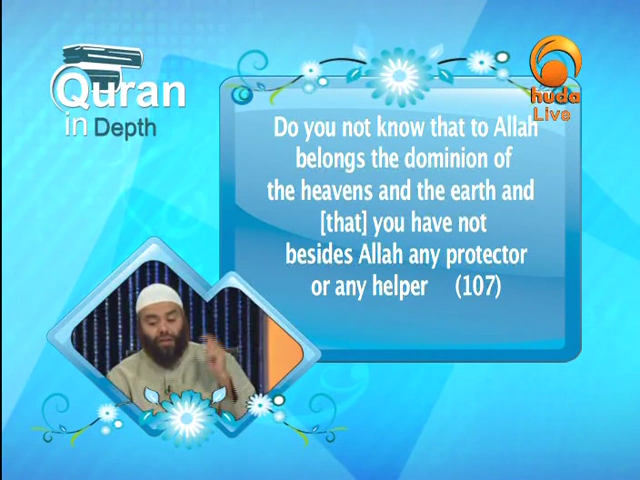 Quran
in Depth
huda
Live
Do you not know that to Allah
belongs the dominion of
the heavens and the earth and
[that] you have not
besides Allah any protector
or any helper (107)